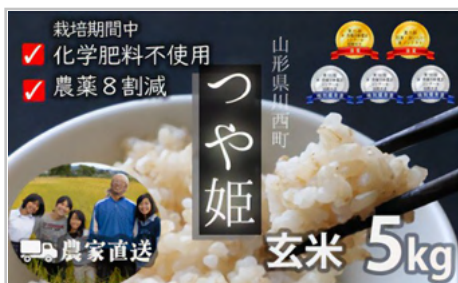 栽培期間中
化学肥料不使用
農薬8割減
山形県川西町
つや姫
農家直送
玄米 5kg